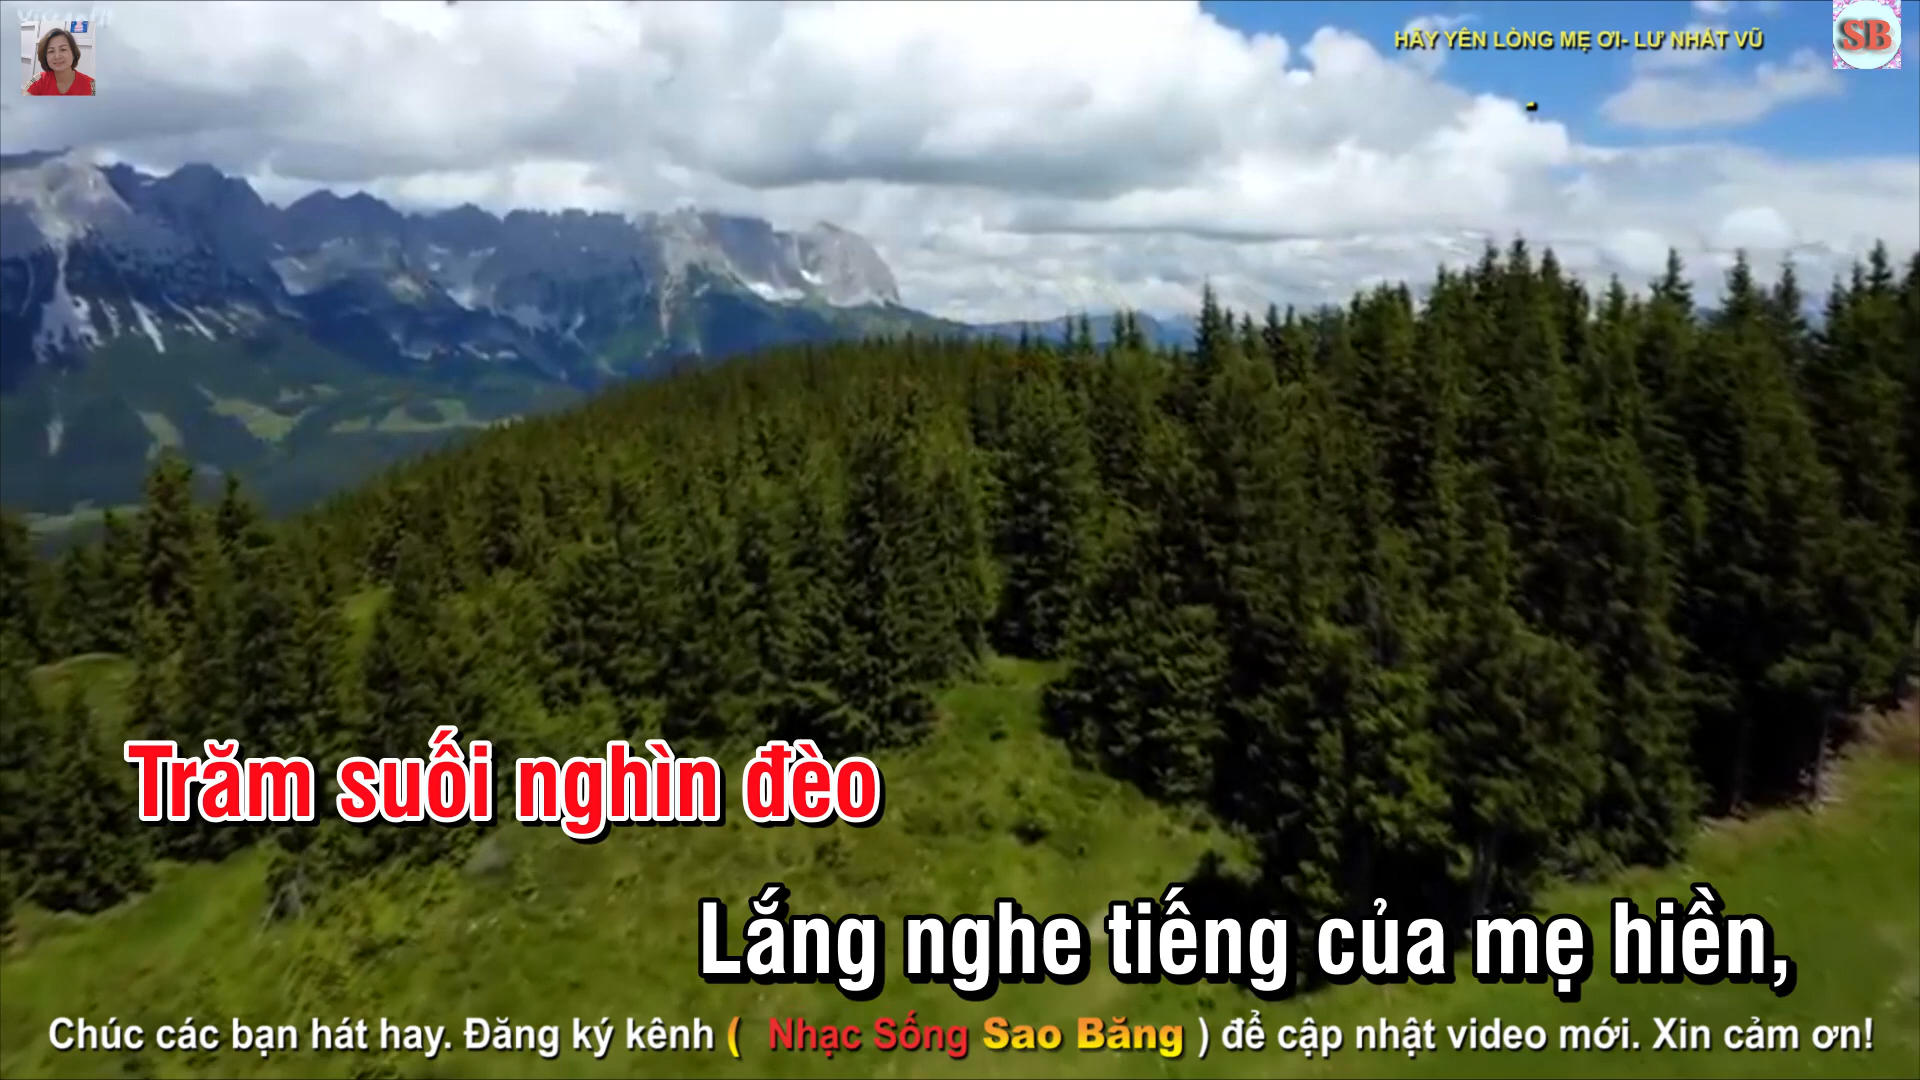 HÃY YÊN LÒNG MẸ ƠI- LƯ NHẤT VŨ
SB
Trăm suối nghìn đèo
Lắng nghe tiếng của mẹ hiền,
Chúc các bạn hát hay. Đăng ký kênh ( Nhạc Sống Sao Băng ) để cập nhật video mới. Xin cảm ơn!